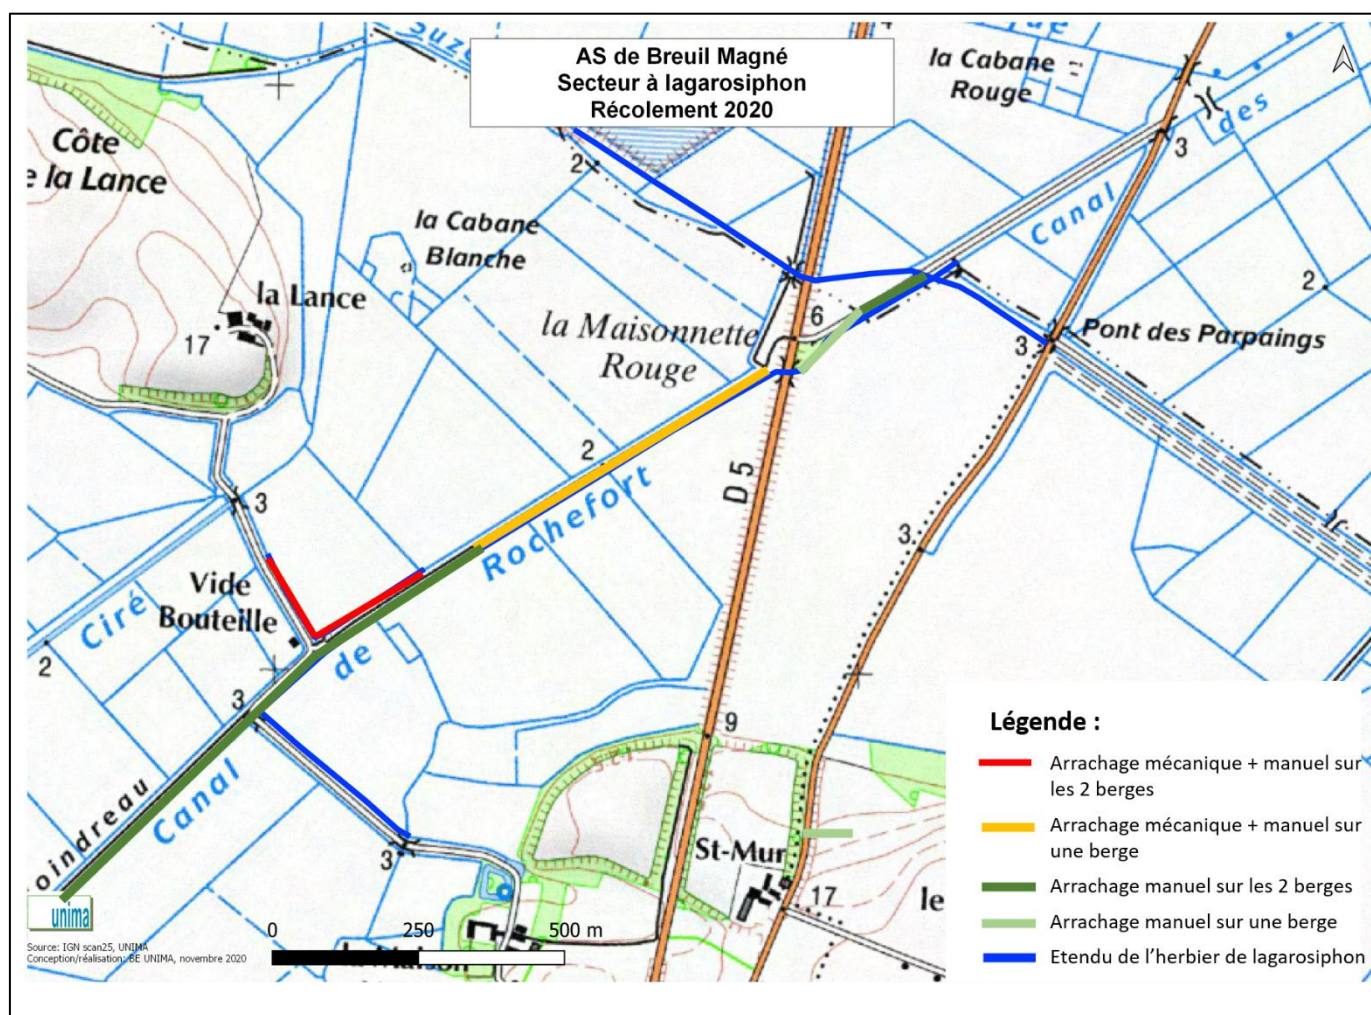 AS de Breuil Magné
Secteur à lagarosiphon
Récolement 2020
Suze
la Cabane
Rouge
des
Canal
3
Côte
e la Lance
2
la Cabane
Blanche
la Lance
17
la Maisonnette
Rouge
6
2
Pont des Parpaings
3
2
D 5
Rochefort
3
3
Vide
Bouteille
Ciré
de
2
3
Canal
oindreau
9
3
St-Mur
17
le
Légende :
Arrachage mécanique + manuel sur
les 2 berges
Arrachage mécanique + manuel sur
une berge
Arrachage manuel sur les 2 berges
Arrachage manuel sur une berge
Etendu de l'herbier de lagarosiphon
unima
0 250 500 m
Source: IGN scan25, UNIMA
Conception/réalisation: BE UNIMA, novembre 2020